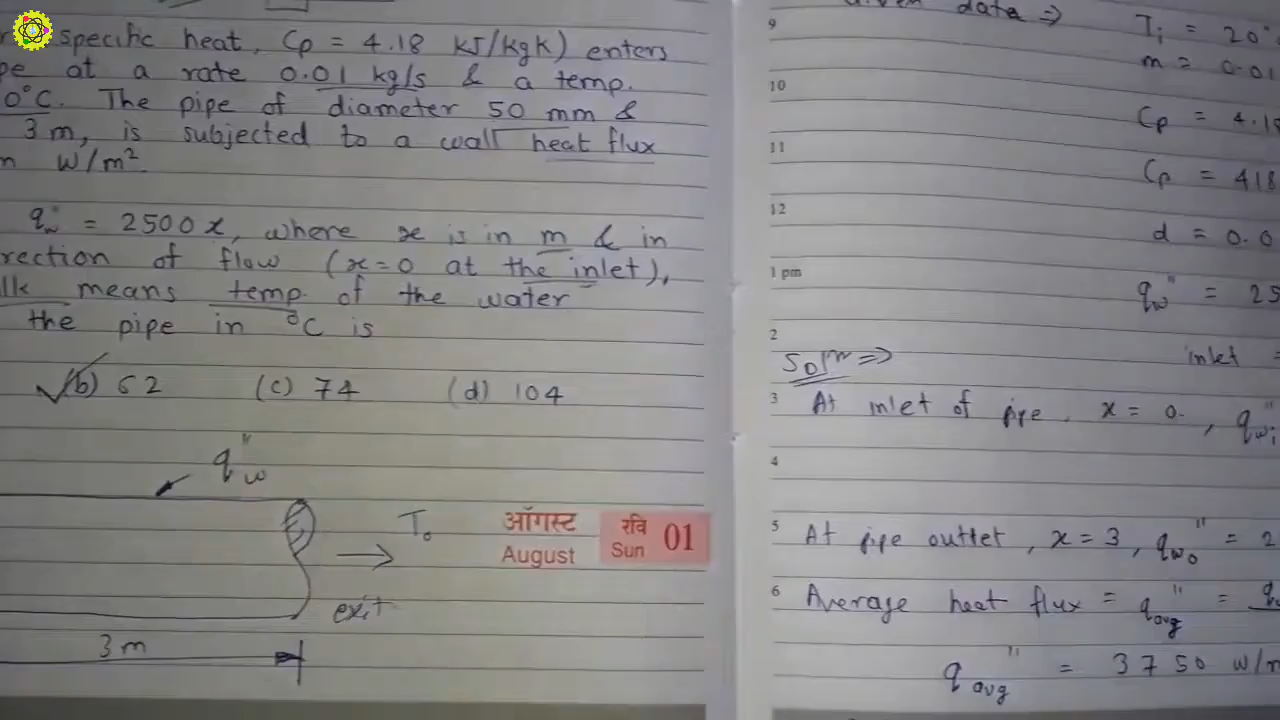 specific heat, Cp = 4.18 kJ/kgK) enters
pe at a rate 0.01 kg/s & a temp.
0°C. The pipe of diameter 50 mm &
3 m, is subjected to a wall heat flux
n W/m².
q"w = 2500x, where x is in m & in
rection of flow (x=0 at the inlet),
lk means temp. of the water
the pipe in °C is
(b) 62 (c) 74 (d) 104
q"w
To
exit
3 m
ऑगस्ट रवि 01
August Sun
data ⇒ Ti = 20°
9
m = 0.01
10
Cp = 4.18
11
Cp = 418
12
d = 0.0
1 pm
q"w = 25
2
Solⁿ ⇒ inlet =
3 At inlet of pipe, x = 0, q"wi
4
5 At pipe outlet, x = 3, q"wo = 2
6 Average heat flux = q"avg =
q"avg = 3750 W/m